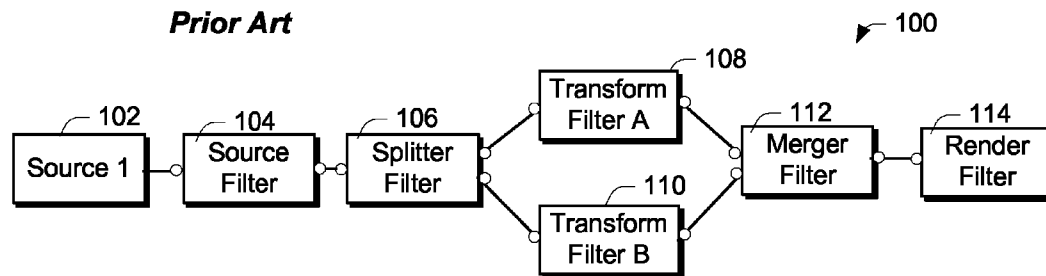 Prior Art
100
102
Source 1
104
Source
Filter
106
Splitter
Filter
108
Transform
Filter A
110
Transform
Filter B
112
Merger
Filter
114
Render
Filter